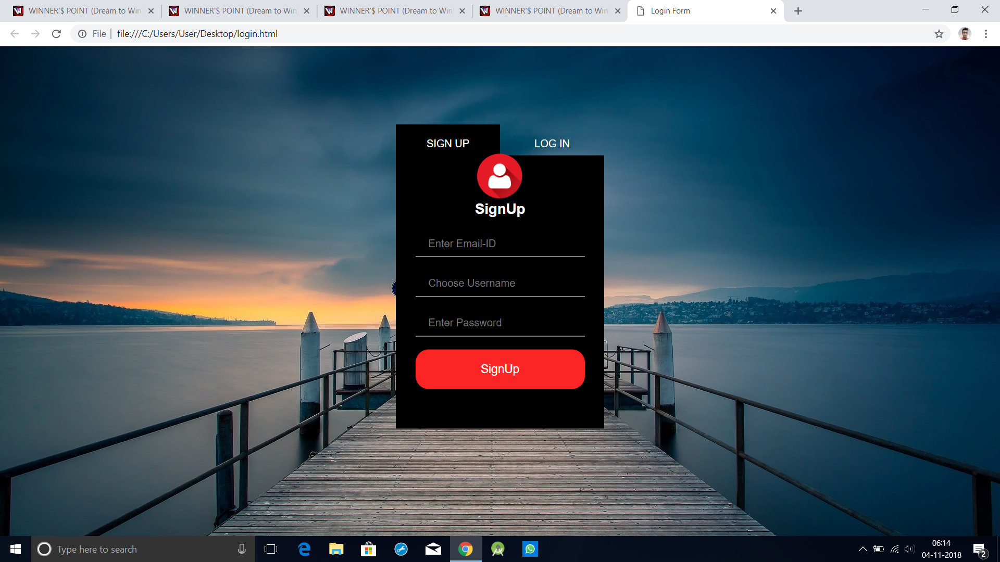 WINNER'$ POINT (Dream to Win
WINNER'$ POINT (Dream to Win
WINNER'$ POINT (Dream to Win
WINNER'$ POINT (Dream to Win
Login Form
File
file:///C:/Users/User/Desktop/login.html
SIGN UP
LOG IN
SignUp
Enter Email-ID
Choose Username
Enter Password
SignUp
Type here to search
06:14
04-11-2018
2